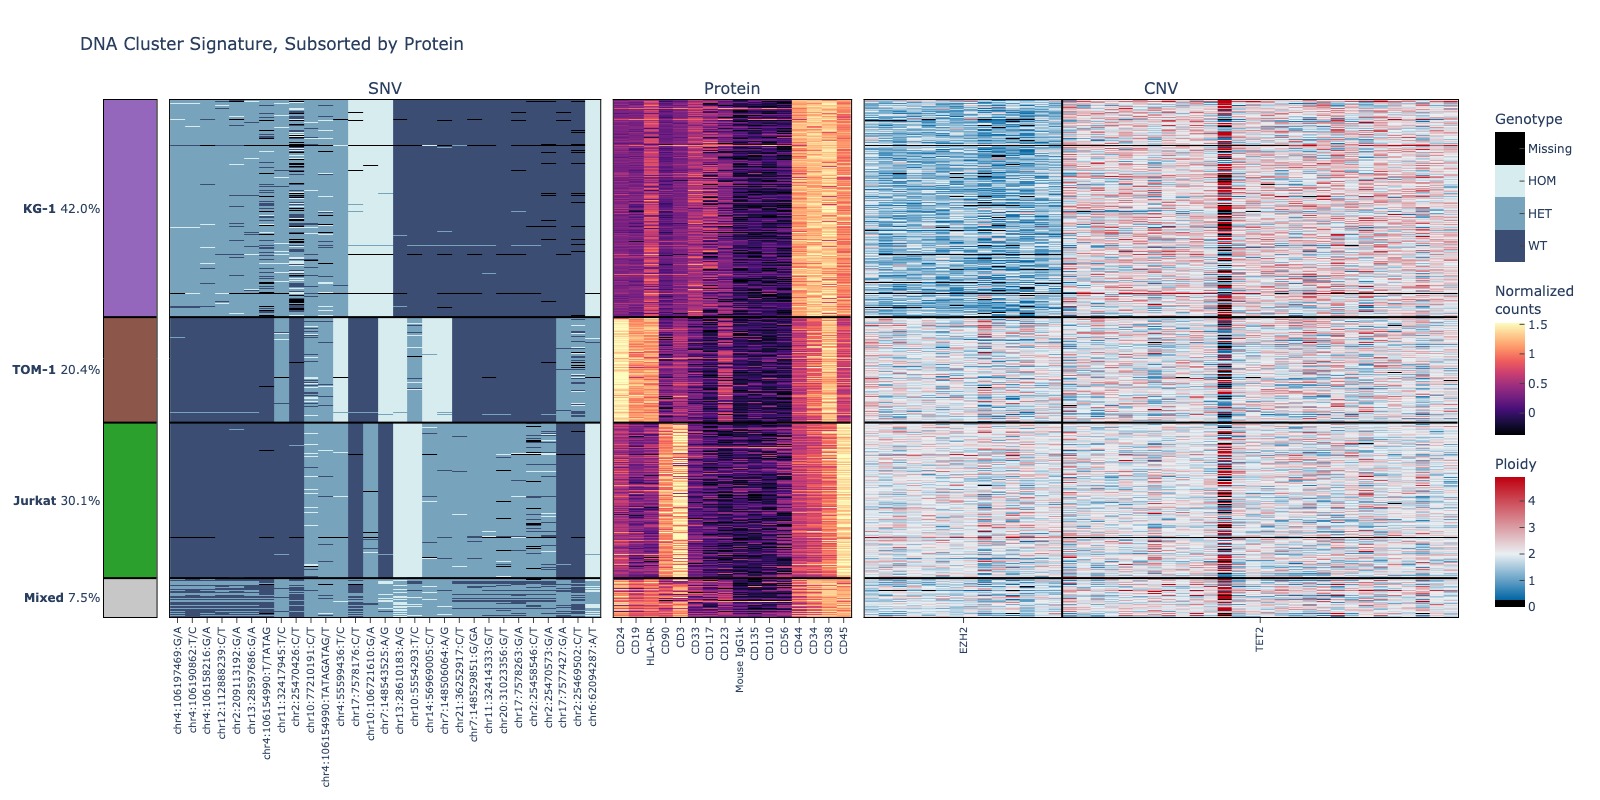 DNA Cluster Signature, Subsorted by Protein
SNV
Protein
CNV
KG-1 42.0%
TOM-1 20.4%
Jurkat 30.1%
Mixed 7.5%
Genotype
Missing
HOM
HET
WT
Normalized
counts
1.5
1
0.5
0
Ploidy
4
3
2
1
0
chr4:106197469:G/A
chr4:106190862:T/C
chr4:106158216:G/A
chr12:112888239:C/T
chr2:209113192:G/A
chr13:28597686:G/A
chr4:106154990:T/TATAG
chr11:32417945:T/C
chr2:25470426:C/T
chr10:77210191:C/T
chr4:106154990:TATAGATAG/T
chr4:55599436:T/C
chr17:7578176:C/T
chr10:106721610:G/A
chr7:148543525:A/G
chr13:28610183:A/G
chr10:5554293:T/C
chr14:56969005:C/T
chr7:148506064:A/G
chr21:36252917:C/T
chr7:148529851:G/GA
chr11:32414333:G/T
chr20:31023356:G/T
chr17:7578263:G/A
chr2:25458546:C/T
chr2:25470573:G/A
chr17:7577427:G/A
chr2:25469502:C/T
chr6:62094287:A/T
CD24
CD19
HLA-DR
CD90
CD3
CD33
CD117
CD123
Mouse IgG1k
CD135
CD110
CD56
CD44
CD34
CD38
CD45
EZH2
TET2